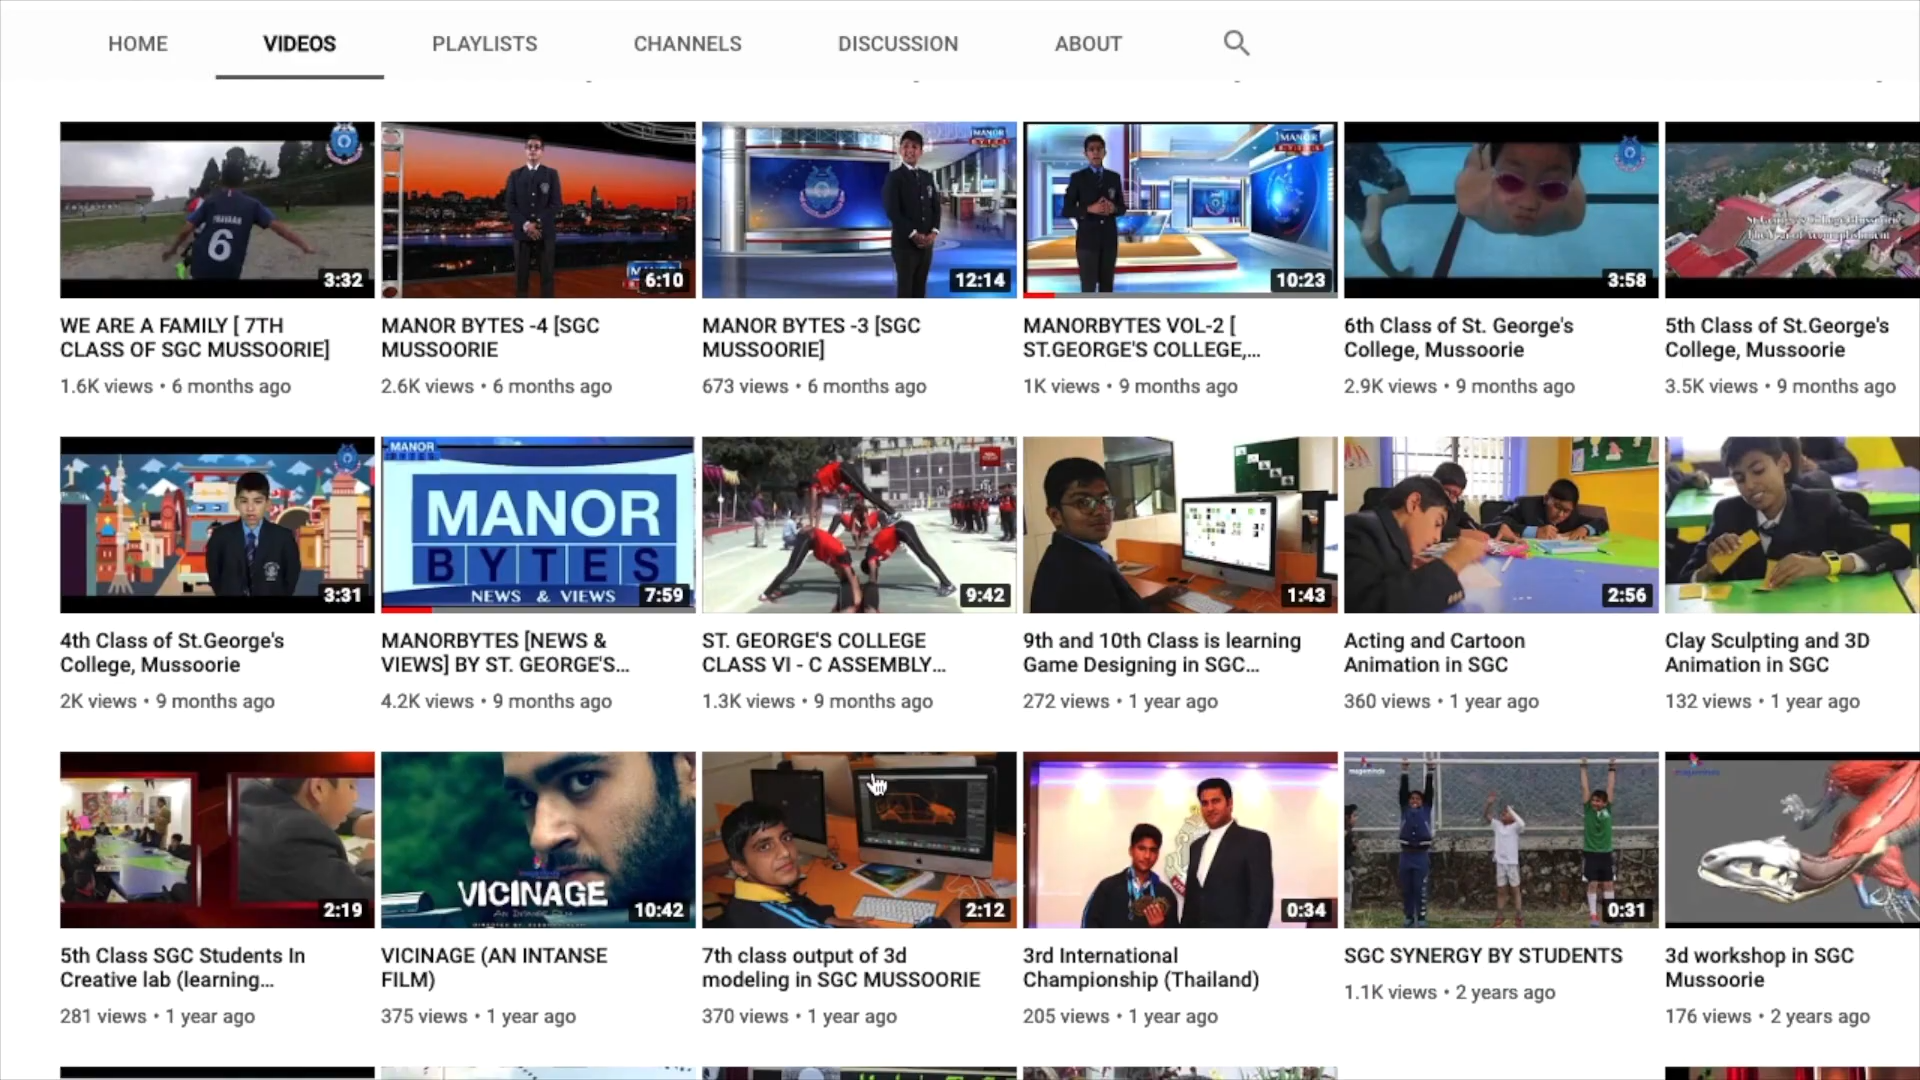 HOME VIDEOS PLAYLISTS CHANNELS DISCUSSION ABOUT
6
3:32
6:10
MANOR
BYTES
12:14
MANOR
BYTES
10:23
3:58
WE ARE A FAMILY [ 7TH
CLASS OF SGC MUSSOORIE]
1.6K views • 6 months ago
MANOR BYTES -4 [SGC
MUSSOORIE
2.6K views • 6 months ago
MANOR BYTES -3 [SGC
MUSSOORIE]
673 views • 6 months ago
MANORBYTES VOL-2 [
ST.GEORGE'S COLLEGE,...
1K views • 9 months ago
6th Class of St. George's
College, Mussoorie
2.9K views • 9 months ago
5th Class of St.George's
College, Mussoorie
3.5K views • 9 months ago
3:31
MANOR
MANOR
BYTES
NEWS & VIEWS
7:59
9:42
1:43
2:56
4th Class of St.George's
College, Mussoorie
2K views • 9 months ago
MANORBYTES [NEWS &
VIEWS] BY ST. GEORGE'S...
4.2K views • 9 months ago
ST. GEORGE'S COLLEGE
CLASS VI - C ASSEMBLY...
1.3K views • 9 months ago
9th and 10th Class is learning
Game Designing in SGC...
272 views • 1 year ago
Acting and Cartoon
Animation in SGC
360 views • 1 year ago
Clay Sculpting and 3D
Animation in SGC
132 views • 1 year ago
2:19
VICINAGE
An Intanse Film
10:42
2:12
0:34
0:31
5th Class SGC Students In
Creative lab (learning...
281 views • 1 year ago
VICINAGE (AN INTANSE
FILM)
375 views • 1 year ago
7th class output of 3d
modeling in SGC MUSSOORIE
370 views • 1 year ago
3rd International
Championship (Thailand)
205 views • 1 year ago
SGC SYNERGY BY STUDENTS
1.1K views • 2 years ago
3d workshop in SGC
Mussoorie
176 views • 2 years ago